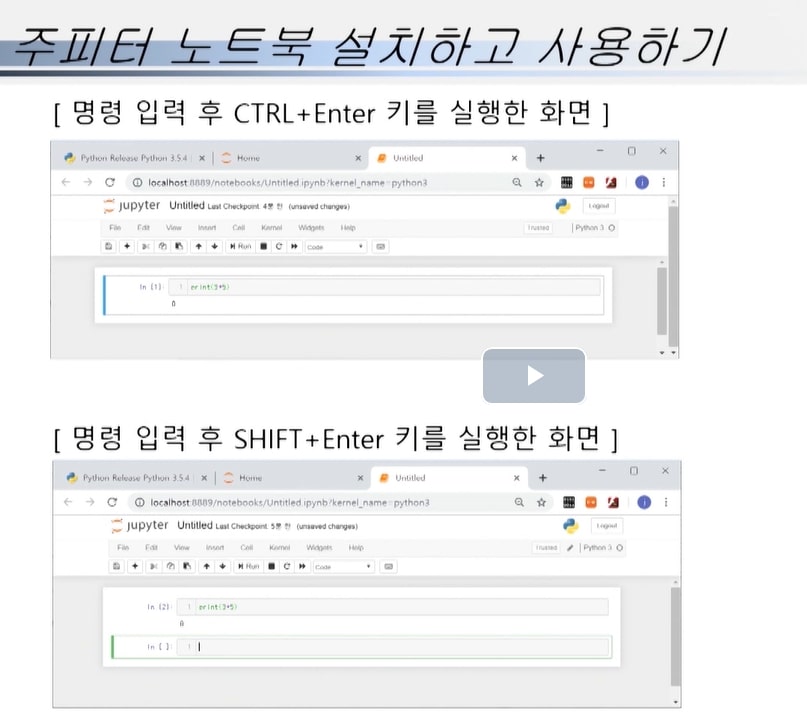 주피터 노트북 설치하고 사용하기
[ 명령 입력 후 CTRL+Enter 키를 실행한 화면 ]
Python Release Python 3.5.4 Home Untitled
localhost:8889/notebooks/Untitled.ipynb?kernel_name=python3
jupyter Untitled Last Checkpoint: 4분 전 (unsaved changes) Logout
File Edit View Insert Cell Kernel Widgets Help Trusted Python 3
Run Code
In [1]: 1 print(3+5)
8
[ 명령 입력 후 SHIFT+Enter 키를 실행한 화면 ]
Python Release Python 3.5.4 Home Untitled
localhost:8889/notebooks/Untitled.ipynb?kernel_name=python3
jupyter Untitled Last Checkpoint: 5분 전 (unsaved changes) Logout
File Edit View Insert Cell Kernel Widgets Help Trusted Python 3
Run Code
In [2]: 1 print(3+5)
8
In [ ]: 1